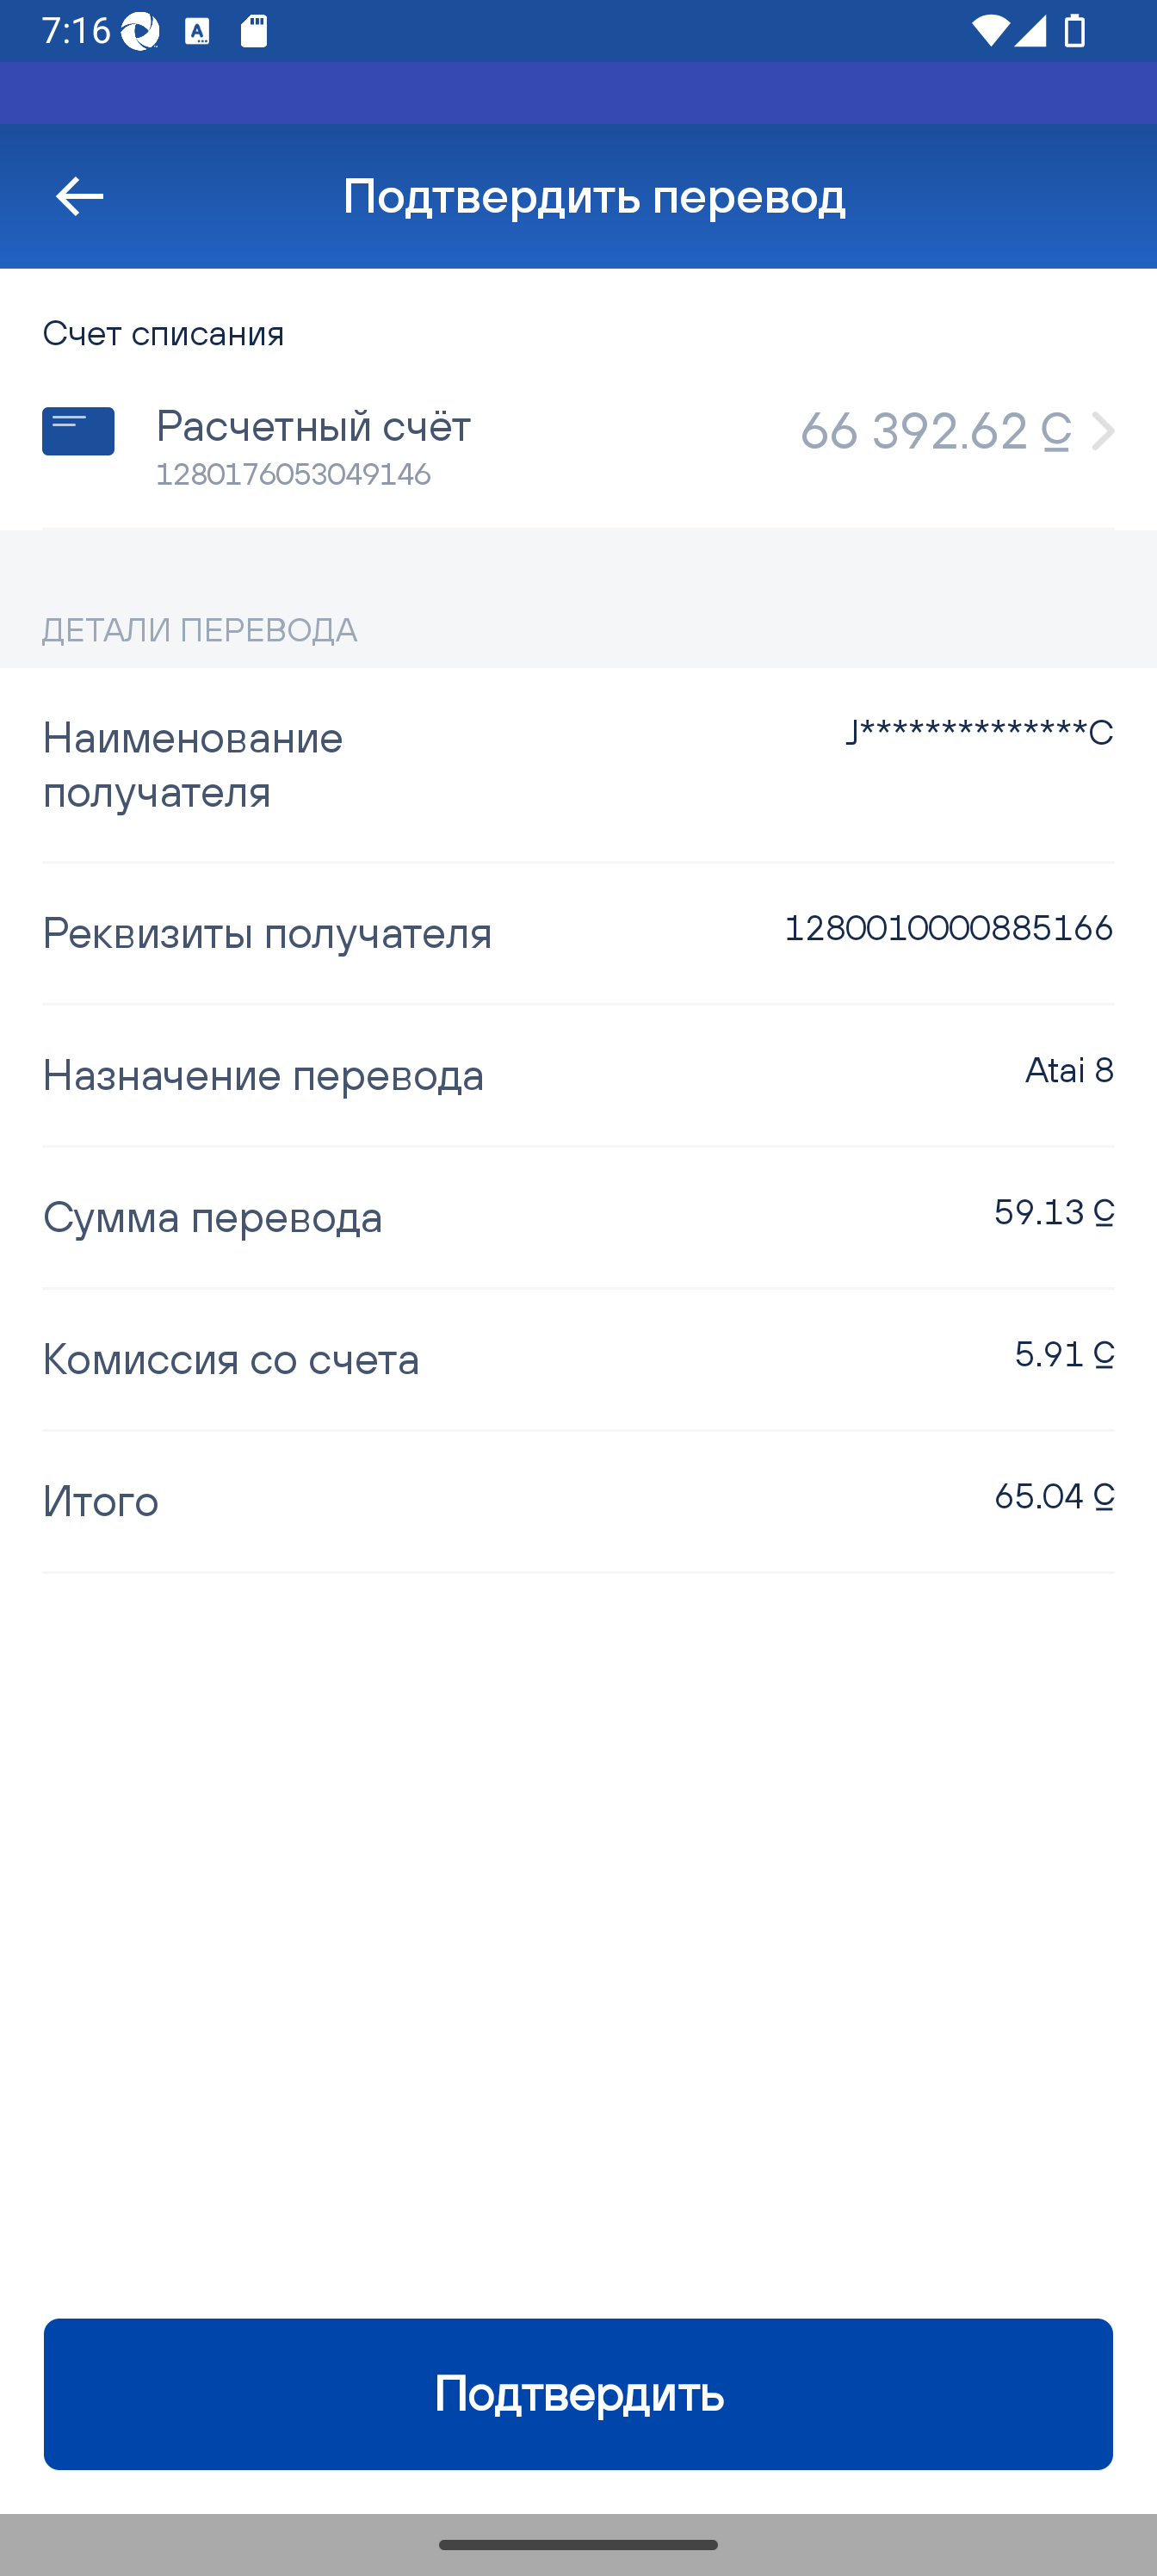 7:16
Подтвердить перевод
Счет списания
Расчетный счёт
66 392.62 С
1280176053049146
ДЕТАЛИ ПЕРЕВОДА
Наименование
получателя
J**************C
Реквизиты получателя
1280010000885166
Назначение перевода
Atai 8
Сумма перевода
59.13 С
Комиссия со счета
5.91 С
Итого
65.04 С
Подтвердить